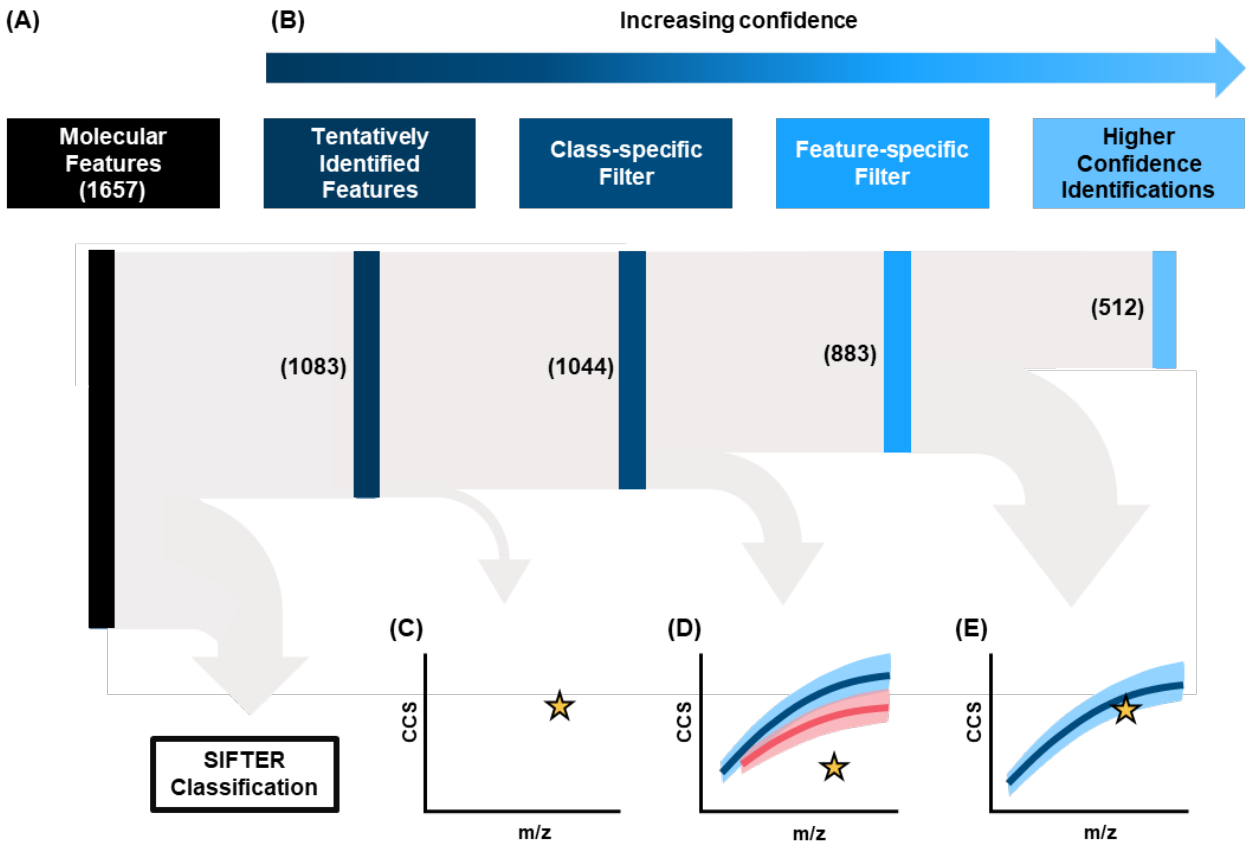 (A)
(B)
Increasing confidence
Molecular
Features
(1657)
Tentatively
Identified
Features
Class-specific
Filter
Feature-specific
Filter
Higher
Confidence
Identifications
(1083)
(1044)
(883)
(512)
(C)
(D)
(E)
CCS
CCS
CCS
SIFTER
Classification
m/z
m/z
m/z